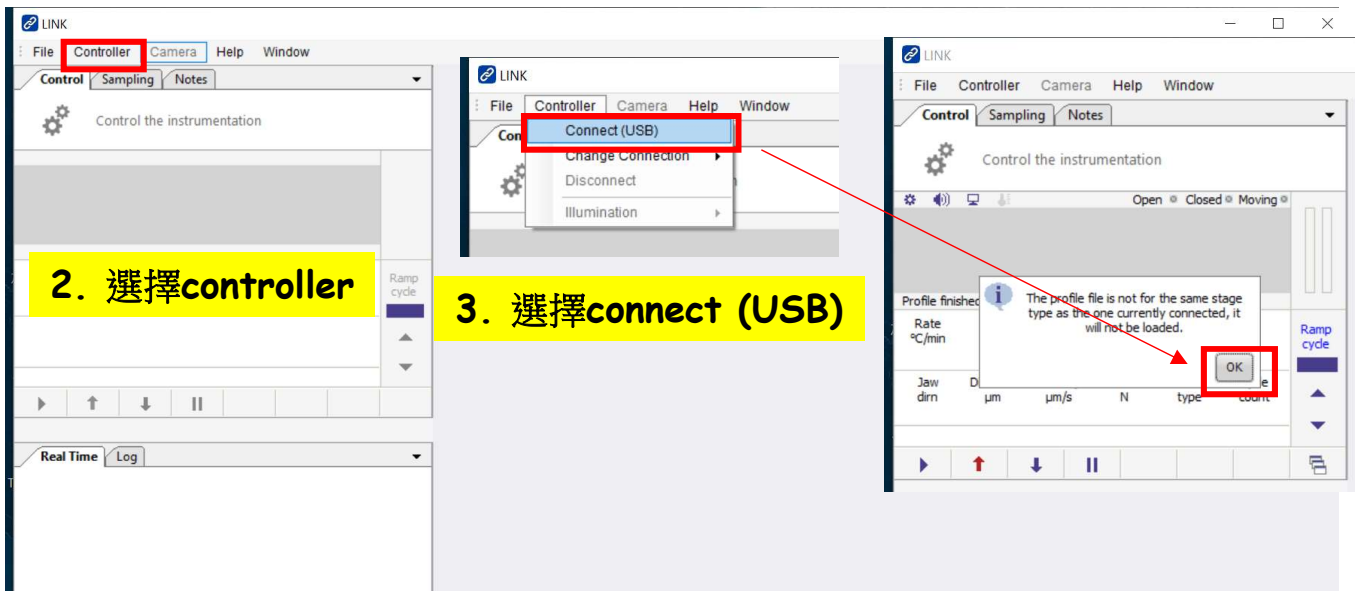 LINK
File Controller Camera Help Window
Control Sampling Notes
Control the instrumentation
Ramp
cycle
2. 選擇controller
Real Time Log
LINK
File Controller Camera Help Window
Con
Connect (USB)
Change Connection
Disconnect
Illumination
3. 選擇connect (USB)
LINK
File Controller Camera Help Window
Control Sampling Notes
Control the instrumentation
Open Closed Moving
Profile finished
The profile file is not for the same stage
type as the one currently connected, it
will not be loaded.
OK
Rate
°C/min
Ramp
cycle
Jaw
dirn µm µm/s N type count